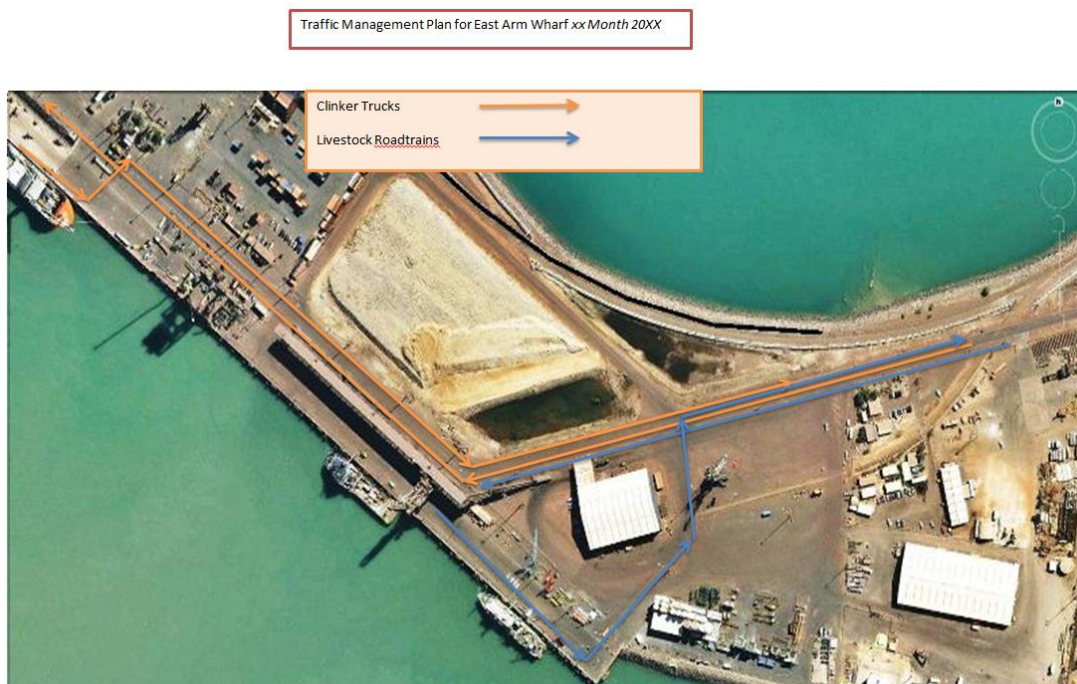 Traffic Management Plan for East Arm Wharf xx Month 20XX
N
Clinker Trucks
Livestock Roadtrains